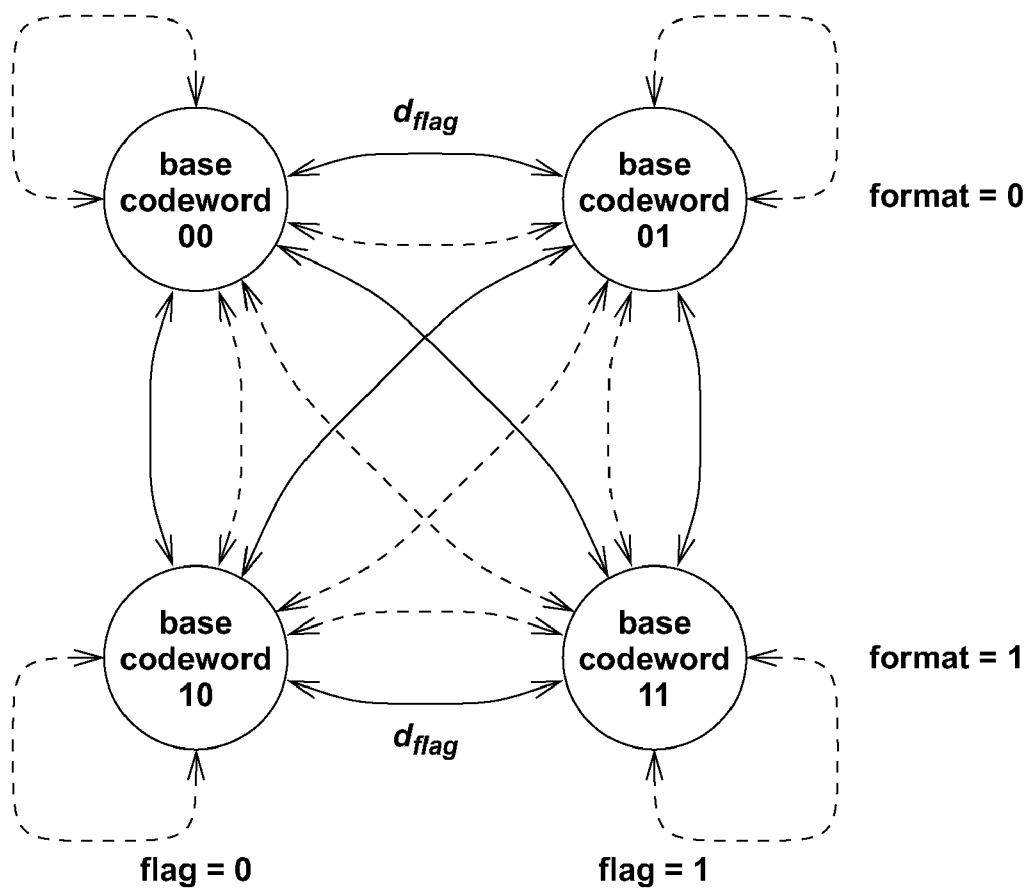 d_flag
base
codeword
00
base
codeword
01
format = 0
base
codeword
10
base
codeword
11
format = 1
d_flag
flag = 0
flag = 1